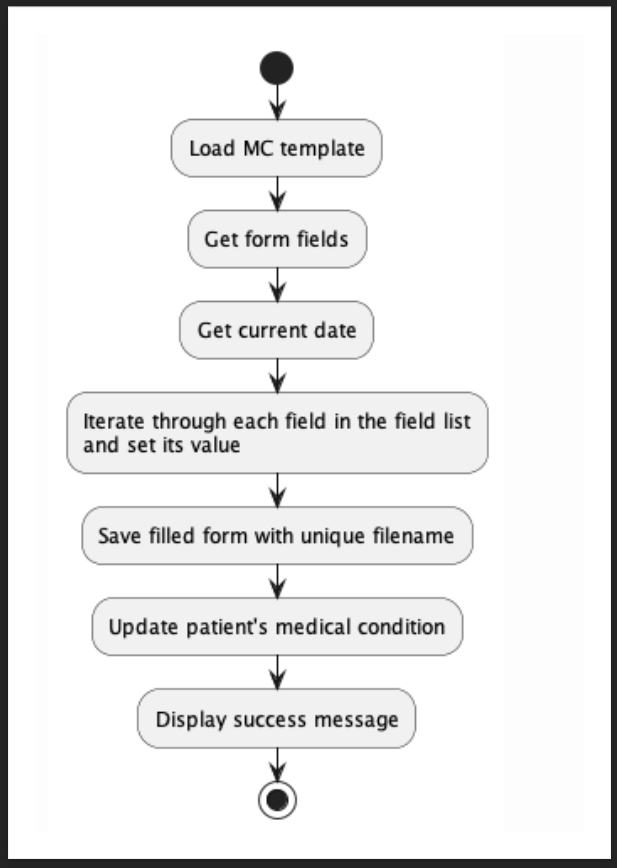 Load MC template
Get form fields
Get current date
Iterate through each field in the field list
and set its value
Save filled form with unique filename
Update patient's medical condition
Display success message